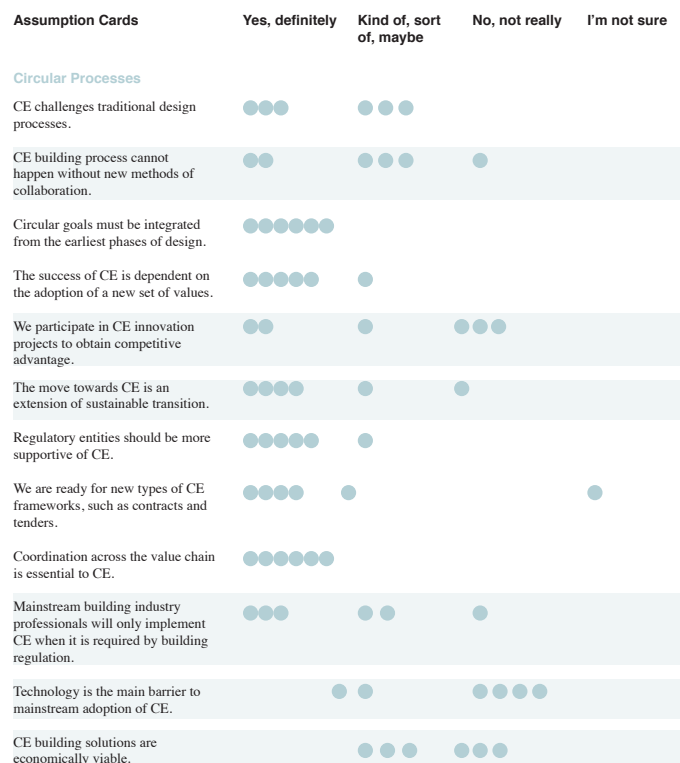 Assumption Cards
Yes, definitely
Kind of, sort
of, maybe
No, not really
I'm not sure
Circular Processes
CE challenges traditional design
processes.
CE building process cannot
happen without new methods of
collaboration.
Circular goals must be integrated
from the earliest phases of design.
The success of CE is dependent on
the adoption of a new set of values.
We participate in CE innovation
projects to obtain competitive
advantage.
The move towards CE is an
extension of sustainable transition.
Regulatory entities should be more
supportive of CE.
We are ready for new types of CE
frameworks, such as contracts and
tenders.
Coordination across the value chain
is essential to CE.
Mainstream building industry
professionals will only implement
CE when it is required by building
regulation.
Technology is the main barrier to
mainstream adoption of CE.
CE building solutions are
economically viable.